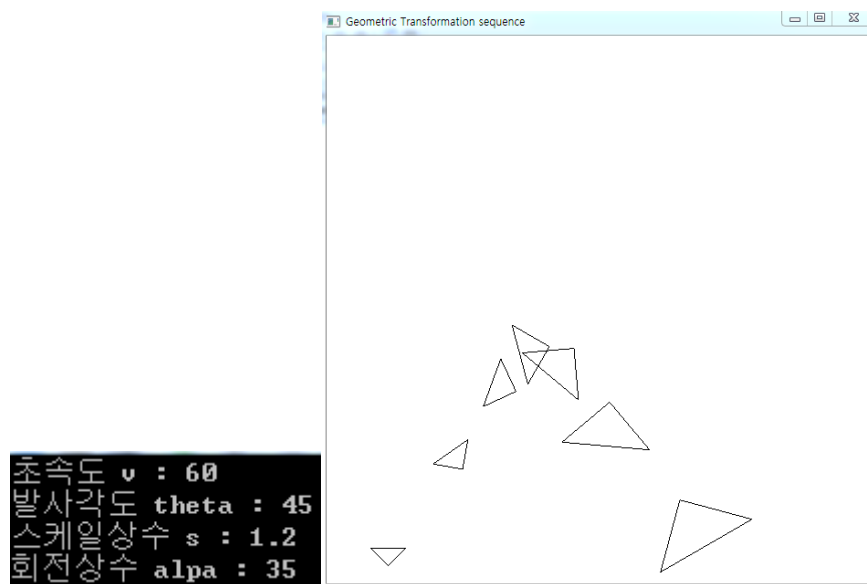 Geometric Transformation sequence
초속도 v : 60
발사각도 theta : 45
스케일상수 s : 1.2
회전상수 alpa : 35